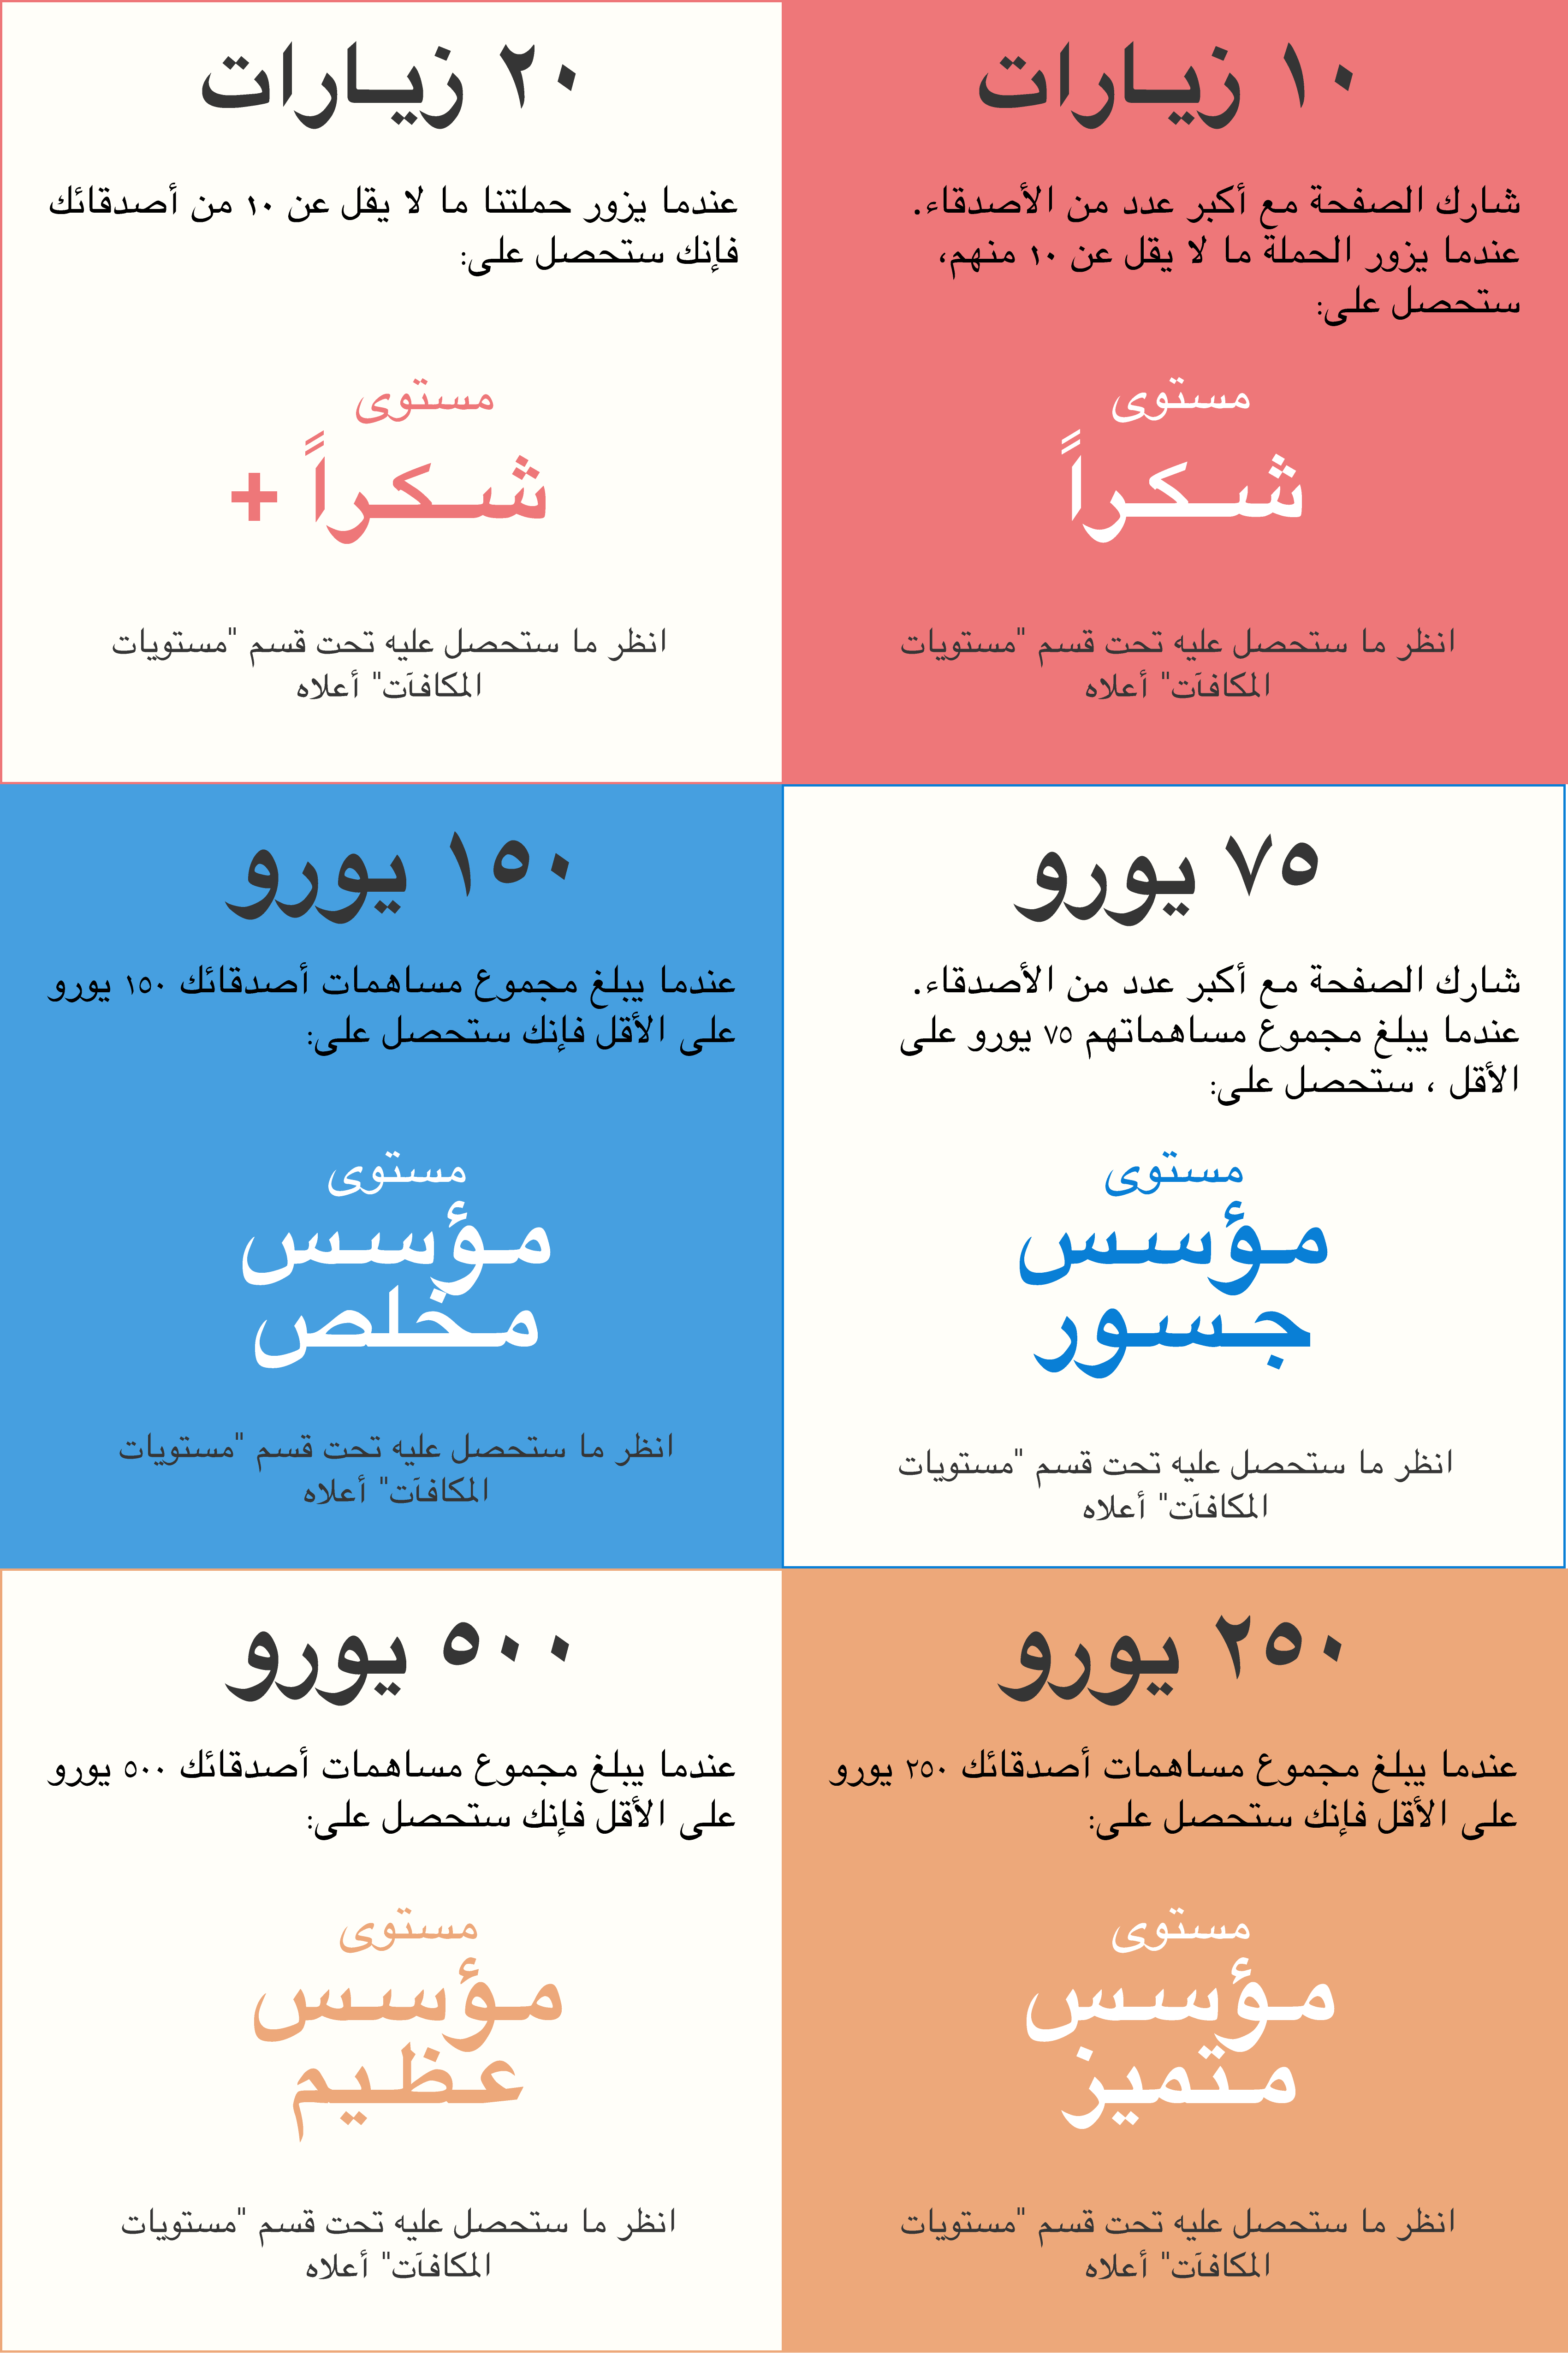 ١٠ زيارات
شارك الصفحة مع أكبر عدد من الأصدقاء.
عندما يزور الحملة ما لا يقل عن ١٠ منهم،
ستحصل على:
مستوى
شكراً
انظر ما ستحصل عليه تحت قسم "مستويات
المكافآت" أعلاه
٢٠ زيارات
عندما يزور حملتنا ما لا يقل عن ١٠ من أصدقائك
فإنك ستحصل على:
مستوى
شكراً +
انظر ما ستحصل عليه تحت قسم "مستويات
المكافآت" أعلاه
٧٥ يورو
شارك الصفحة مع أكبر عدد من الأصدقاء.
عندما يبلغ مجموع مساهماتهم ٧٥ يورو على
الأقل ، ستحصل على:
مستوى
مؤسس
جسور
انظر ما ستحصل عليه تحت قسم "مستويات
المكافآت" أعلاه
١٥٠ يورو
عندما يبلغ مجموع مساهمات أصدقائك ١٥٠ يورو
على الأقل فإنك ستحصل على:
مستوى
مؤسس
مخلص
انظر ما ستحصل عليه تحت قسم "مستويات
المكافآت" أعلاه
٢٥٠ يورو
عندما يبلغ مجموع مساهمات أصدقائك ٢٥٠ يورو
على الأقل فإنك ستحصل على:
مستوى
مؤسس
متميز
انظر ما ستحصل عليه تحت قسم "مستويات
المكافآت" أعلاه
٥٠٠ يورو
عندما يبلغ مجموع مساهمات أصدقائك ٥٠٠ يورو
على الأقل فإنك ستحصل على:
مستوى
مؤسس
عظيم
انظر ما ستحصل عليه تحت قسم "مستويات
المكافآت" أعلاه